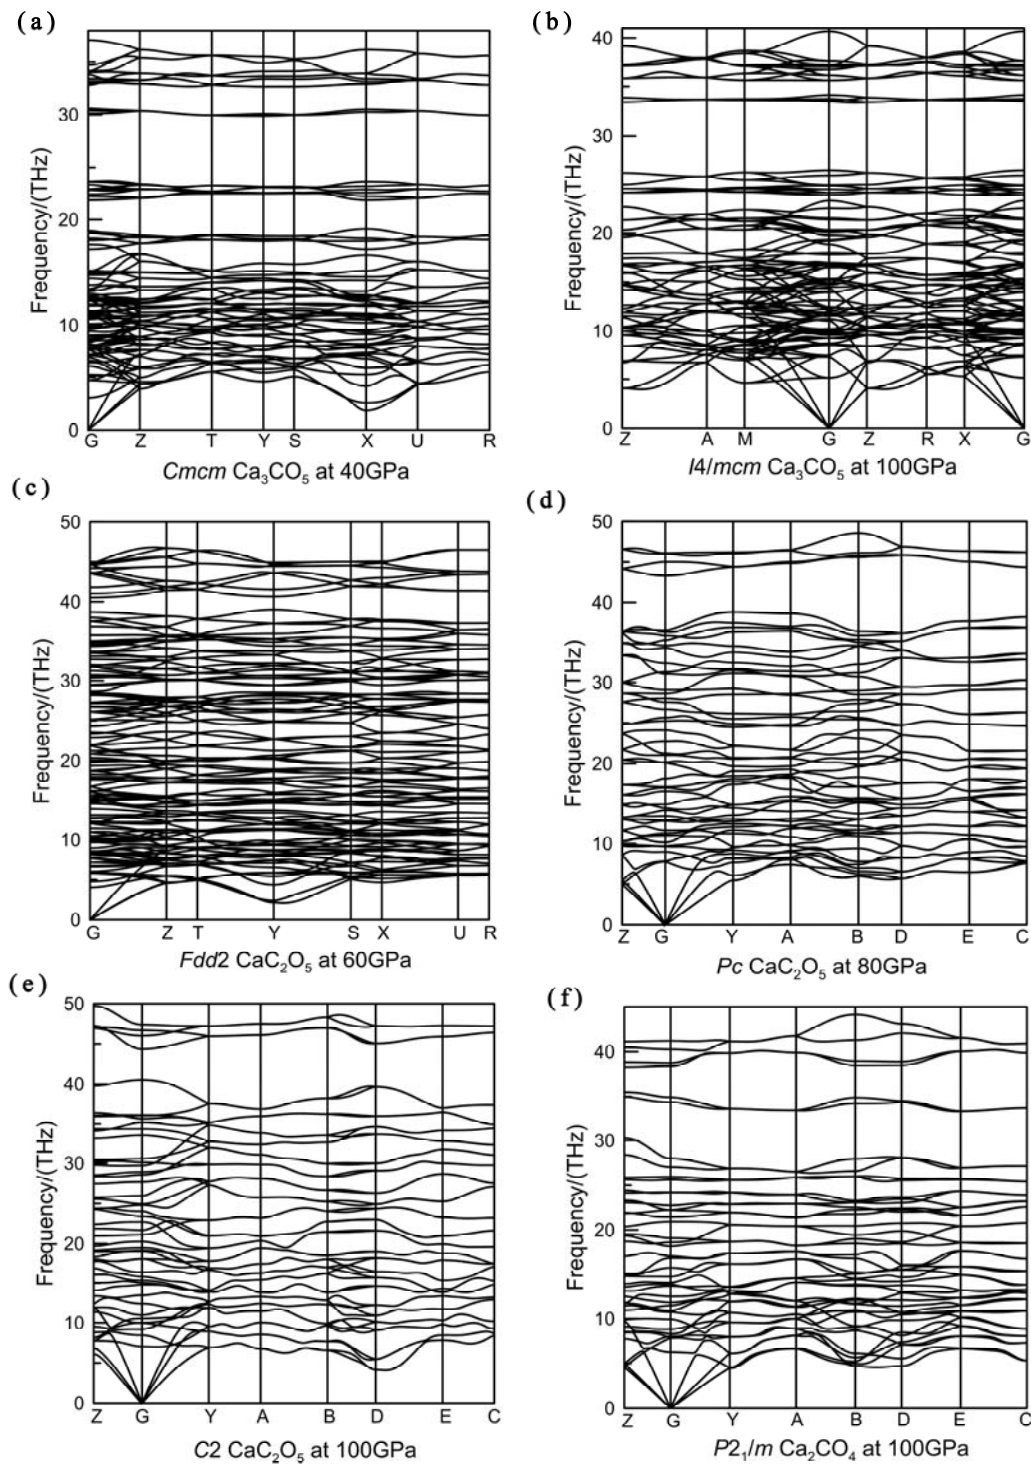 (a)
Frequency/(THz)
30
20
10
0
G Z T Y S X U R
Cmcm Ca₃CO₅ at 40GPa
(b)
Frequency/(THz)
40
30
20
10
0
Z A M G Z R X G
I4/mcm Ca₃CO₅ at 100GPa
(c)
Frequency/(THz)
50
40
30
20
10
0
G Z T Y S X U R
Fdd2 CaC₂O₅ at 60GPa
(d)
Frequency/(THz)
50
40
30
20
10
0
Z G Y A B D E C
Pc CaC₂O₅ at 80GPa
(e)
Frequency/(THz)
50
40
30
20
10
0
Z G Y A B D E C
C2 CaC₂O₅ at 100GPa
(f)
Frequency/(THz)
40
30
20
10
0
Z G Y A B D E C
P2₁/m Ca₂CO₄ at 100GPa